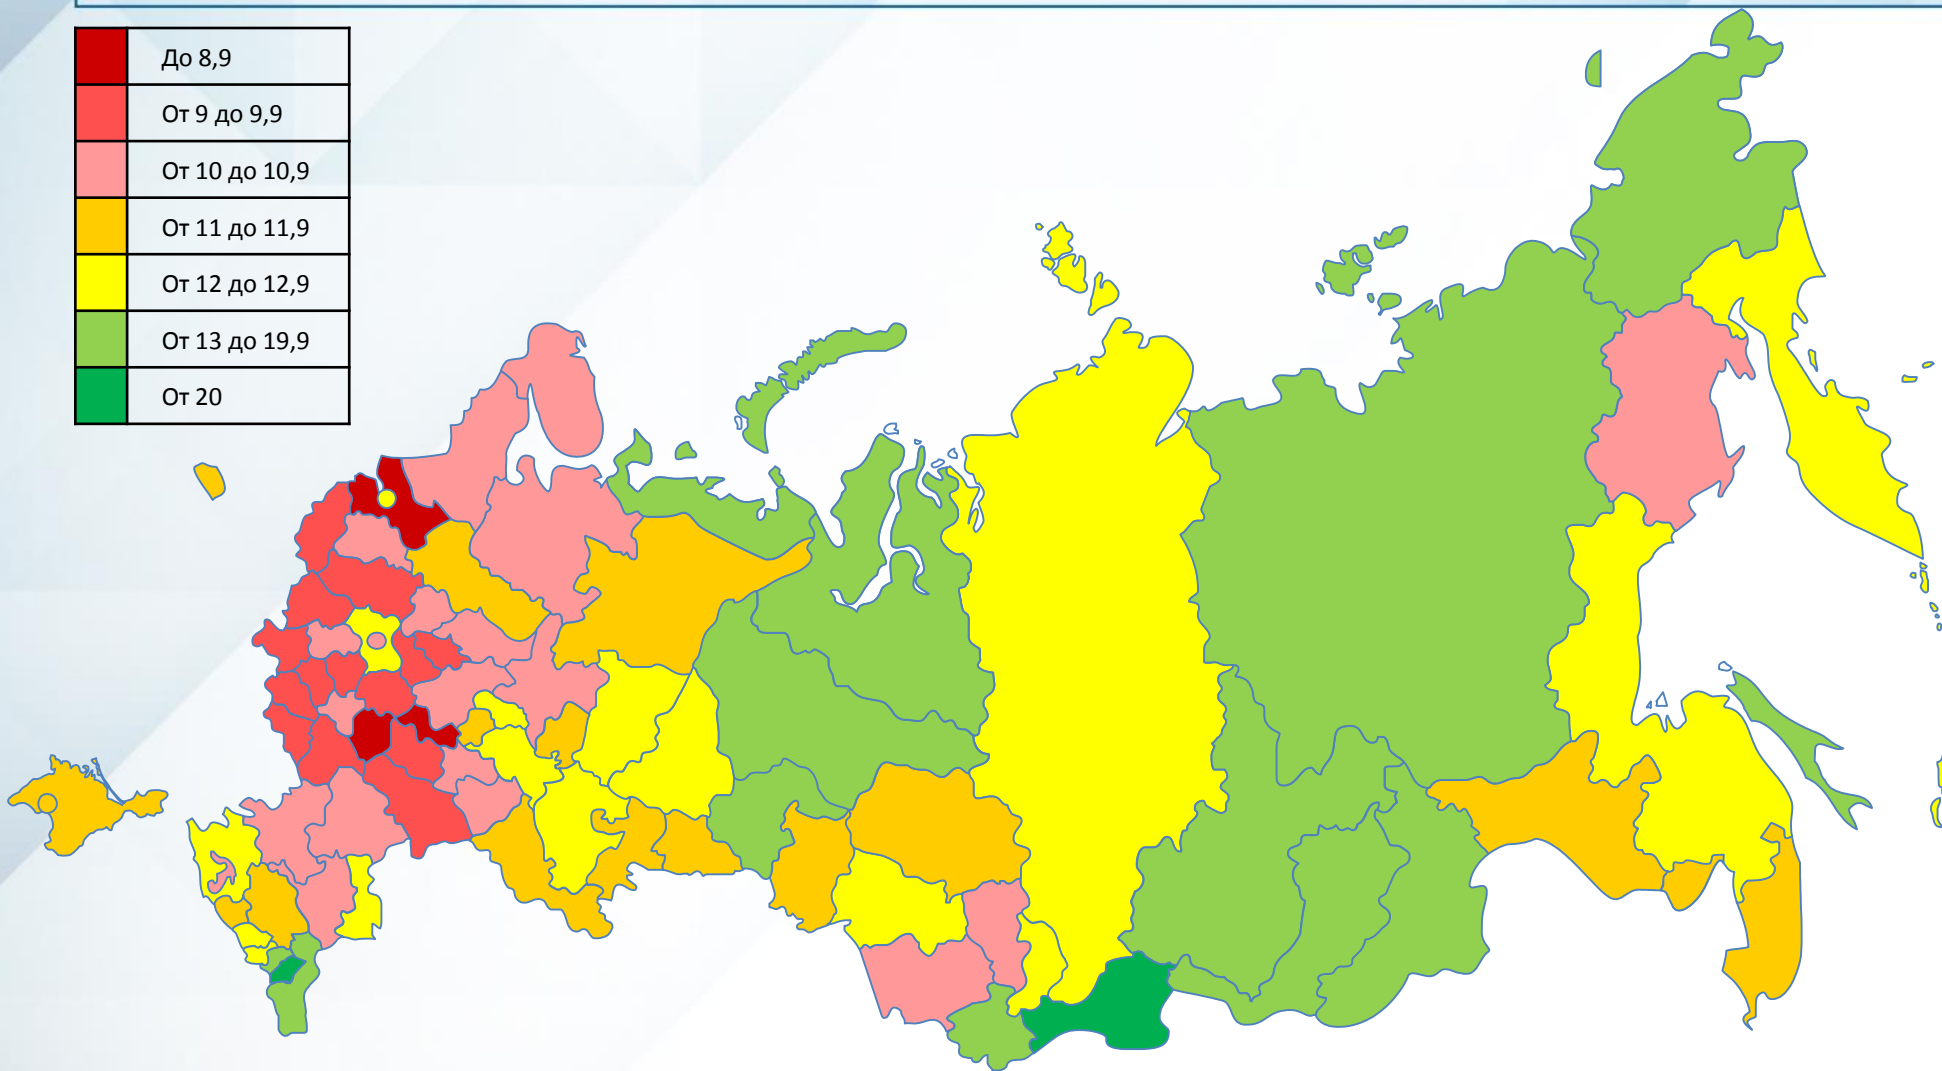 До 8,9
От 9 до 9,9
От 10 до 10,9
От 11 до 11,9
От 12 до 12,9
От 13 до 19,9
От 20